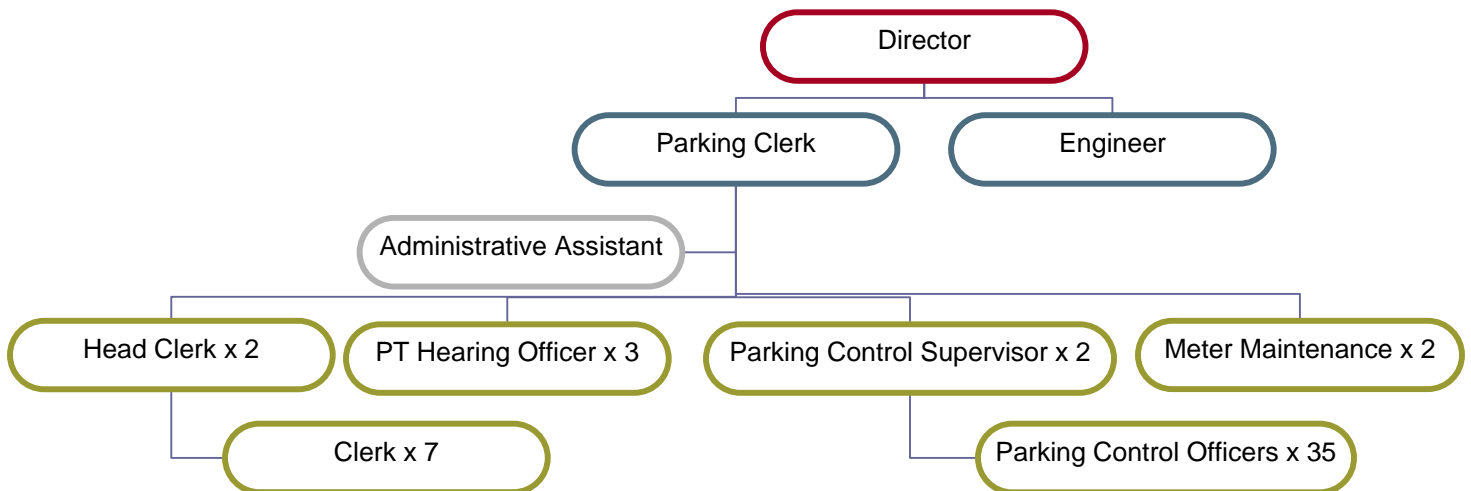 Director
Parking Clerk
Engineer
Administrative Assistant
Head Clerk x 2
PT Hearing Officer x 3
Parking Control Supervisor x 2
Meter Maintenance x 2
Clerk x 7
Parking Control Officers x 35